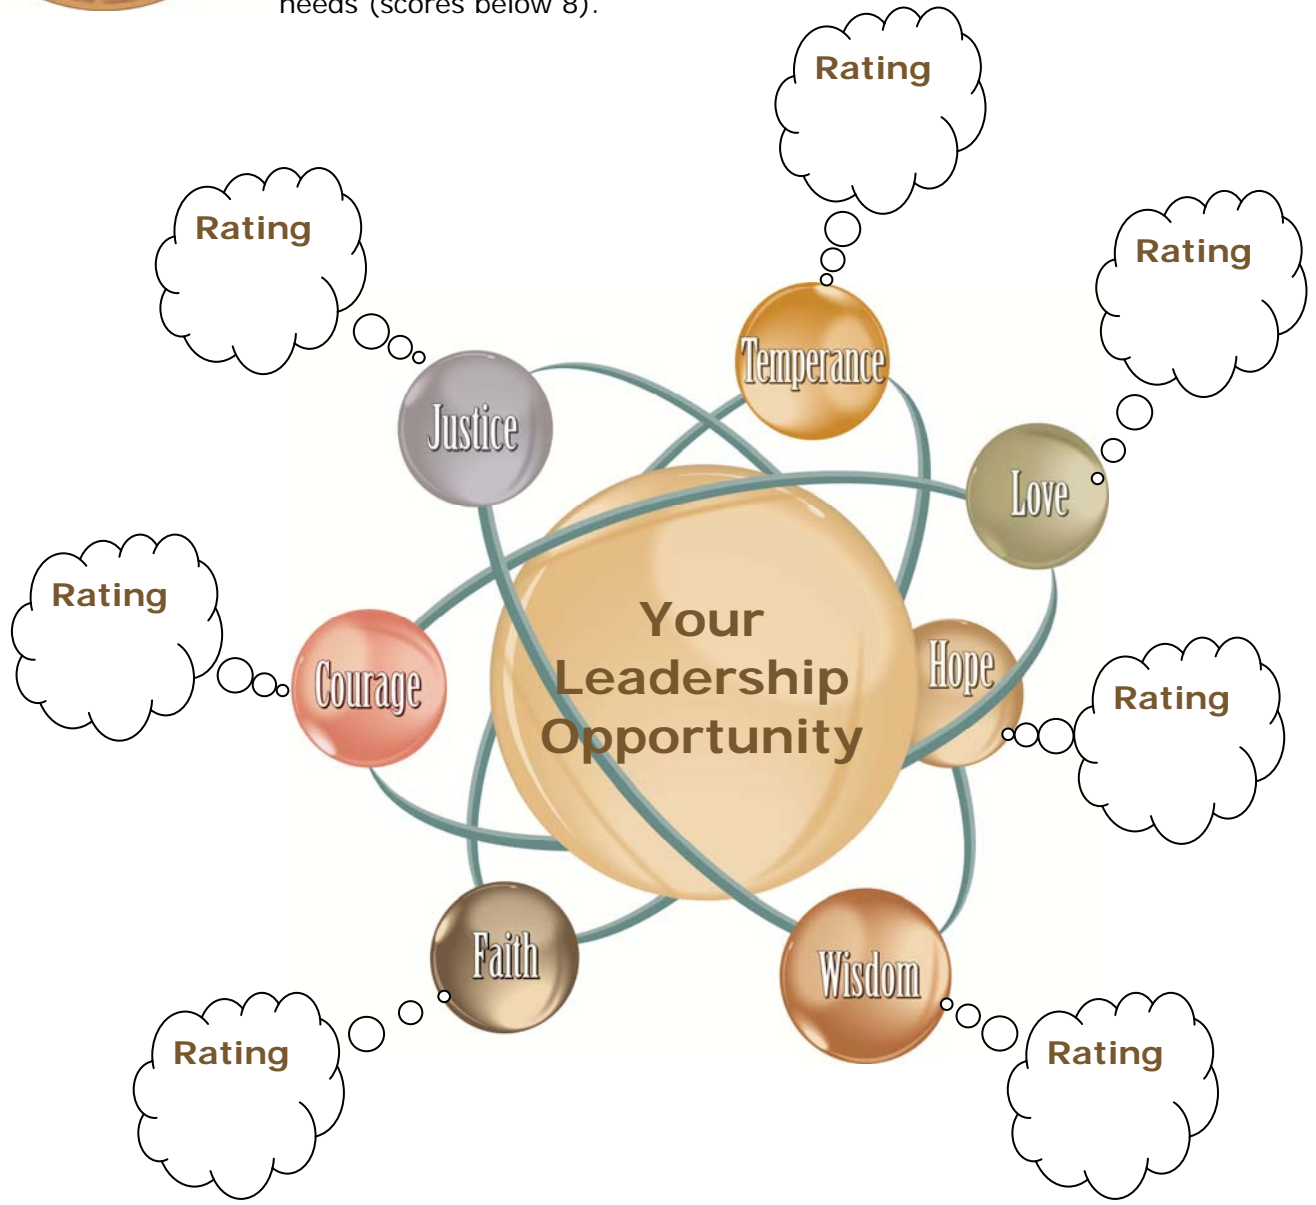 needs (scores below 8).
Rating
Rating
Rating
Temperance
Justice
Love
Rating
Your
Leadership
Opportunity
Hope
Courage
Rating
Faith
Wisdom
Rating
Rating